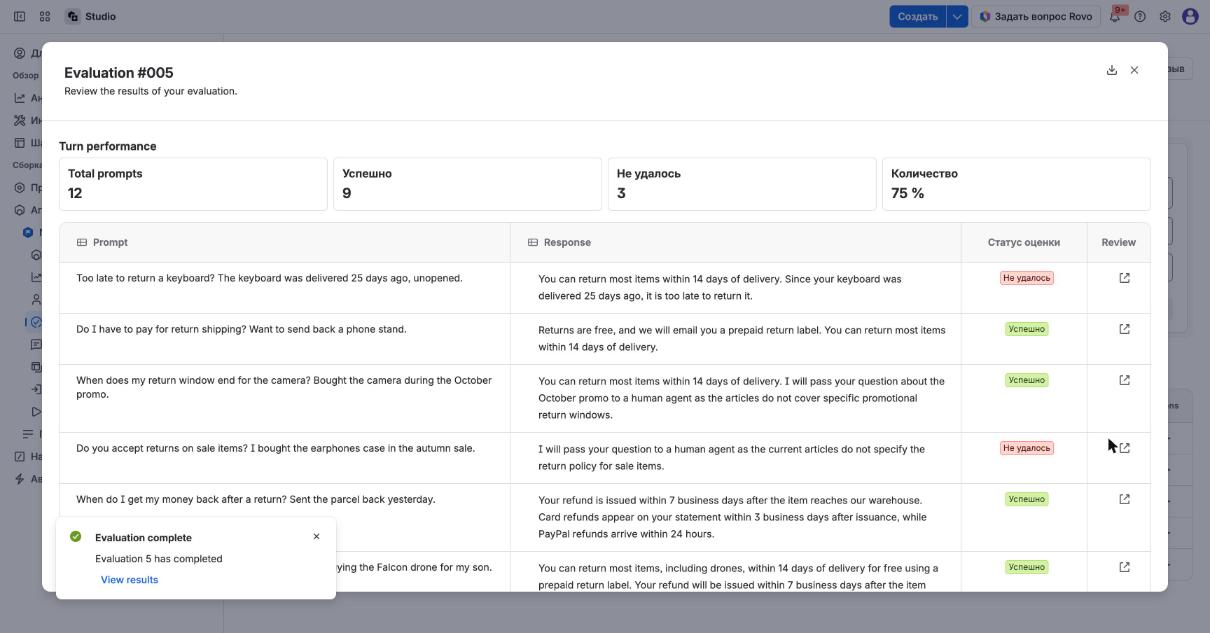 Studio
Создать
Задать вопрос Rovo
9+
Обзор
Сборка
Evaluation #005
Review the results of your evaluation.
Turn performance
Total prompts
12
Успешно
9
Не удалось
3
Количество
75 %
Prompt
Response
Статус оценки
Review
Too late to return a keyboard? The keyboard was delivered 25 days ago, unopened.
You can return most items within 14 days of delivery. Since your keyboard was
delivered 25 days ago, it is too late to return it.
Не удалось
Do I have to pay for return shipping? Want to send back a phone stand.
Returns are free, and we will email you a prepaid return label. You can return most items
within 14 days of delivery.
Успешно
When does my return window end for the camera? Bought the camera during the October
promo.
You can return most items within 14 days of delivery. I will pass your question about the
October promo to a human agent as the articles do not cover specific promotional
return windows.
Успешно
Do you accept returns on sale items? I bought the earphones case in the autumn sale.
I will pass your question to a human agent as the current articles do not specify the
return policy for sale items.
Не удалось
When do I get my money back after a return? Sent the parcel back yesterday.
Your refund is issued within 7 business days after the item reaches our warehouse.
Card refunds appear on your statement within 3 business days after issuance, while
PayPal refunds arrive within 24 hours.
Успешно
ying the Falcon drone for my son.
You can return most items, including drones, within 14 days of delivery for free using a
prepaid return label. Your refund will be issued within 7 business days after the item
Успешно
Evaluation complete
Evaluation 5 has completed
View results